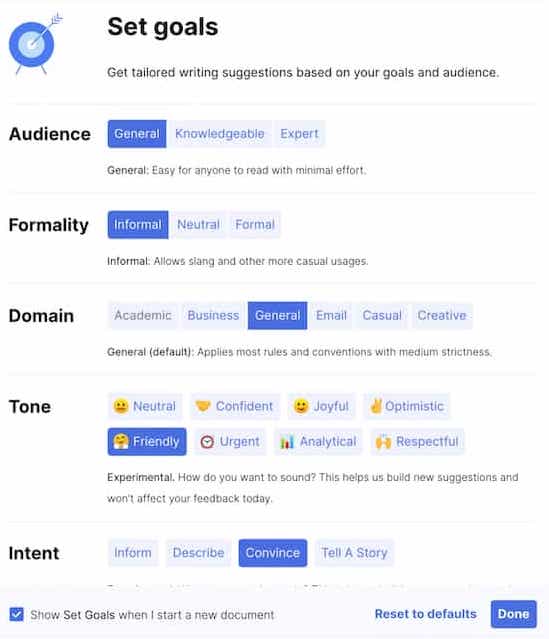 Set goals
Get tailored writing suggestions based on your goals and audience.
Audience
General Knowledgeable Expert
General: Easy for anyone to read with minimal effort.
Formality
Informal Neutral Formal
Informal: Allows slang and other more casual usages.
Domain
Academic Business General Email Casual Creative
General (default): Applies most rules and conventions with medium strictness.
Tone
Neutral Confident Joyful Optimistic
Friendly Urgent Analytical Respectful
Experimental. How do you want to sound? This helps us build new suggestions and
won't affect your feedback today.
Intent
Inform Describe Convince Tell A Story
Show Set Goals when I start a new document
Reset to defaults
Done